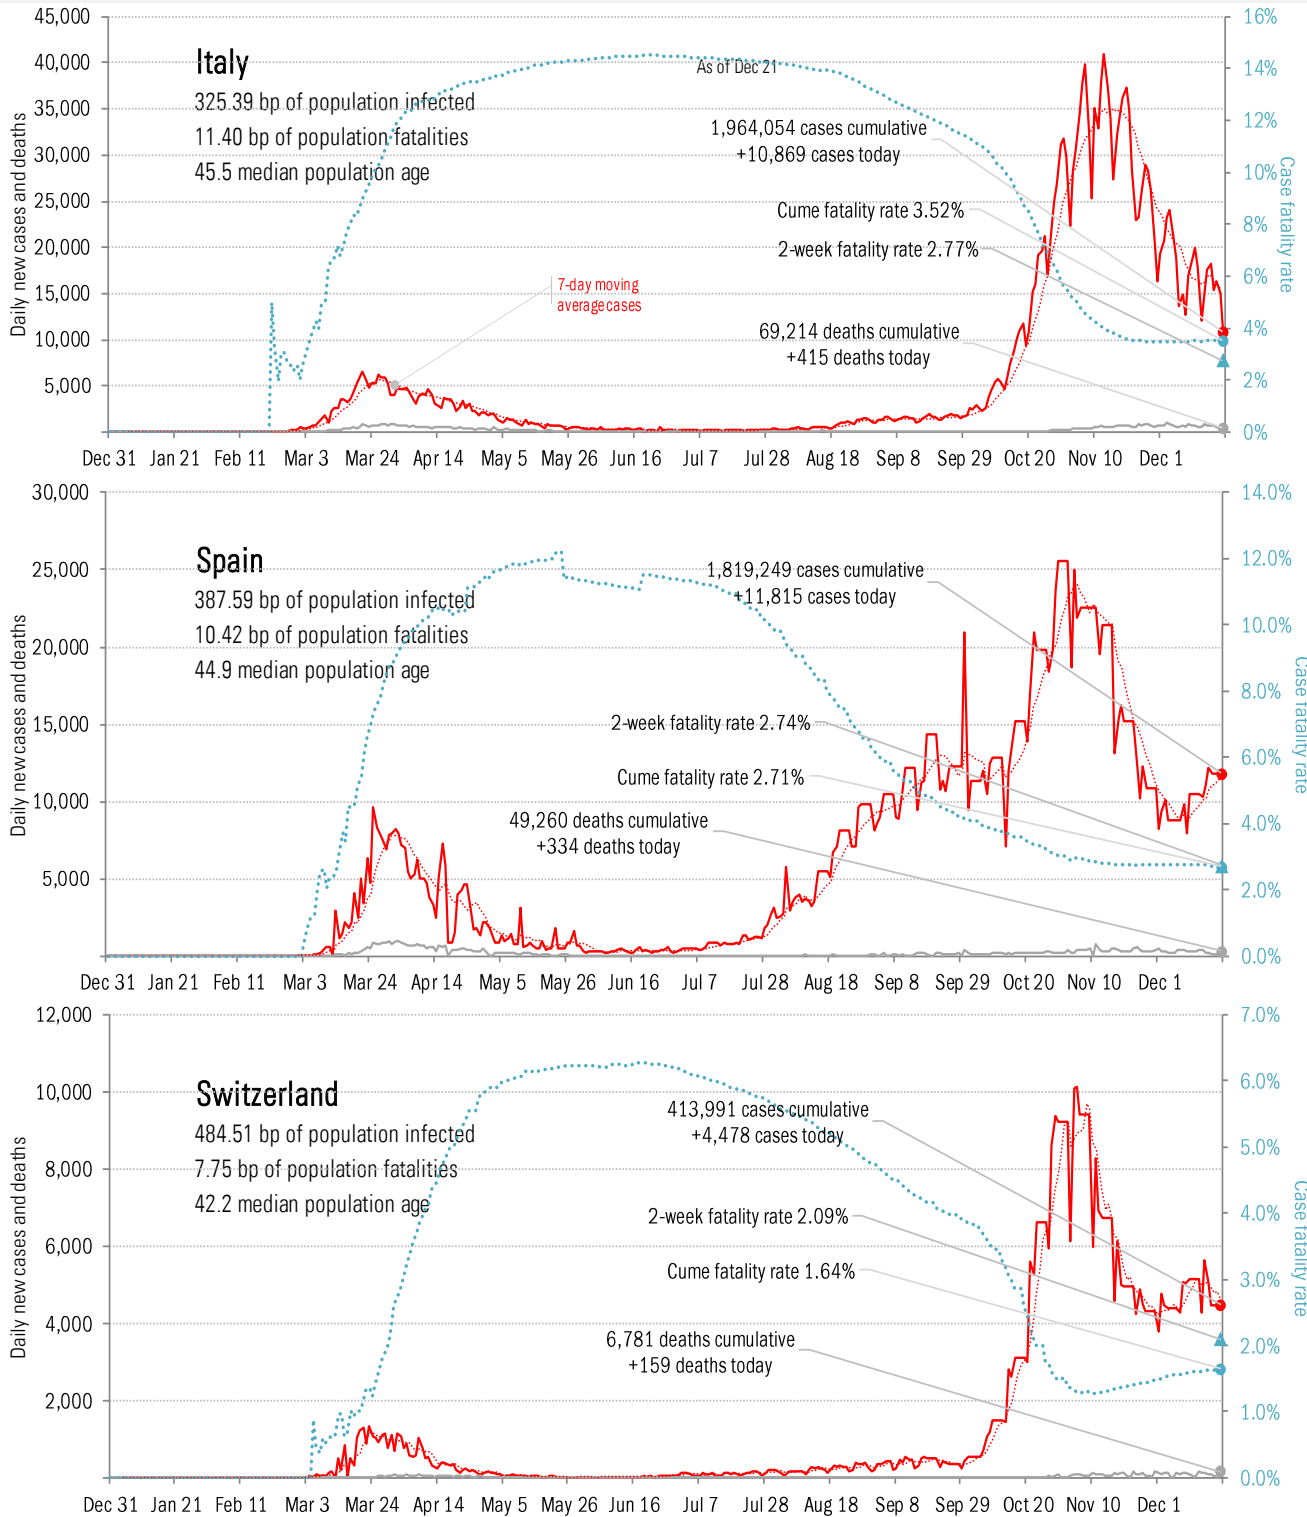 45,000
40,000
35,000
30,000
25,000
20,000
15,000
10,000
5,000
Daily new cases and deaths
16%
14%
12%
10%
8%
6%
4%
2%
0%
Case fatality rate
Italy
325.39 bp of population infected
11.40 bp of population fatalities
45.5 median population age
As of Dec 21
1,964,054 cases cumulative
+10,869 cases today
Cume fatality rate 3.52%
2-week fatality rate 2.77%
7-day moving
average cases
69,214 deaths cumulative
+415 deaths today
Dec 31 Jan 21 Feb 11 Mar 3 Mar 24 Apr 14 May 5 May 26 Jun 16 Jul 7 Jul 28 Aug 18 Sep 8 Sep 29 Oct 20 Nov 10 Dec 1
30,000
25,000
20,000
15,000
10,000
5,000
Daily new cases and deaths
14.0%
12.0%
10.0%
8.0%
6.0%
4.0%
2.0%
0.0%
Case fatality rate
Spain
387.59 bp of population infected
10.42 bp of population fatalities
44.9 median population age
1,819,249 cases cumulative
+11,815 cases today
2-week fatality rate 2.74%
Cume fatality rate 2.71%
49,260 deaths cumulative
+334 deaths today
Dec 31 Jan 21 Feb 11 Mar 3 Mar 24 Apr 14 May 5 May 26 Jun 16 Jul 7 Jul 28 Aug 18 Sep 8 Sep 29 Oct 20 Nov 10 Dec 1
12,000
10,000
8,000
6,000
4,000
2,000
Daily new cases and deaths
7.0%
6.0%
5.0%
4.0%
3.0%
2.0%
1.0%
0.0%
Case fatality rate
Switzerland
484.51 bp of population infected
7.75 bp of population fatalities
42.2 median population age
413,991 cases cumulative
+4,478 cases today
2-week fatality rate 2.09%
Cume fatality rate 1.64%
6,781 deaths cumulative
+159 deaths today
Dec 31 Jan 21 Feb 11 Mar 3 Mar 24 Apr 14 May 5 May 26 Jun 16 Jul 7 Jul 28 Aug 18 Sep 8 Sep 29 Oct 20 Nov 10 Dec 1